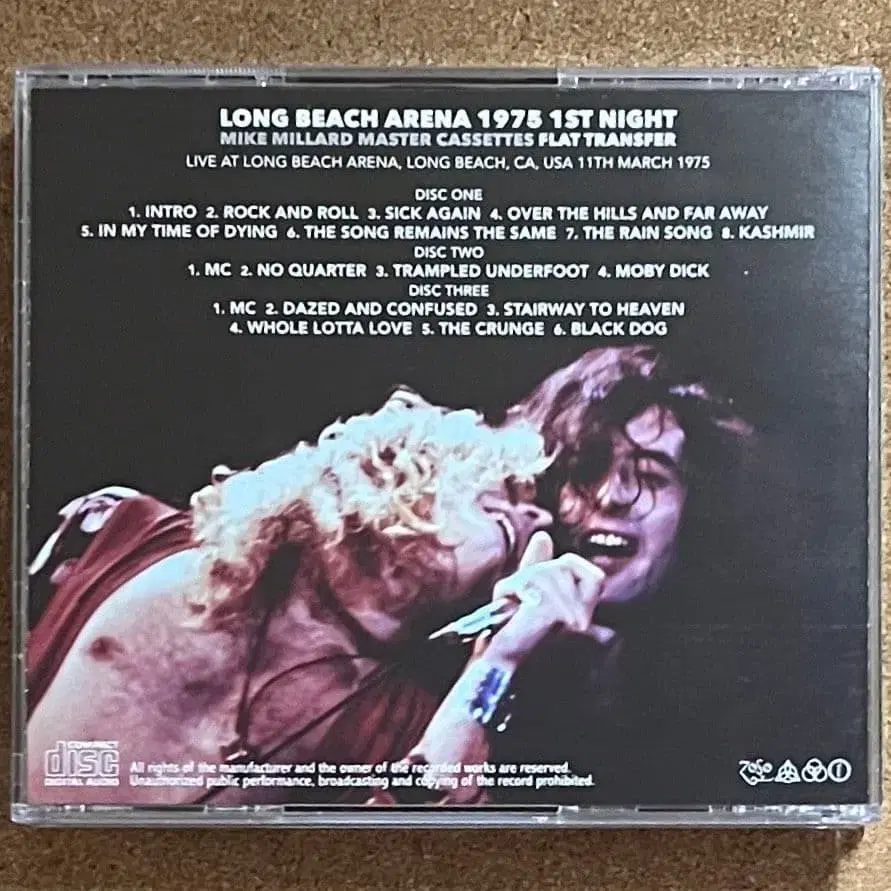 LONG BEACH ARENA 1975 1ST NIGHT
MIKE MILLARD MASTER CASSETTES FLAT TRANSFER
LIVE AT LONG BEACH ARENA, LONG BEACH, CA, USA 11TH MARCH 1975
DISC ONE
1. INTRO 2. ROCK AND ROLL 3. SICK AGAIN 4. OVER THE HILLS AND FAR AWAY
5. IN MY TIME OF DYING 6. THE SONG REMAINS THE SAME 7. THE RAIN SONG 8. KASHMIR
DISC TWO
1. MC 2. NO QUARTER 3. TRAMPLED UNDERFOOT 4. MOBY DICK
DISC THREE
1. MC 2. DAZED AND CONFUSED 3. STAIRWAY TO HEAVEN
4. WHOLE LOTTA LOVE 5. THE CRUNGE 6. BLACK DOG
COMPACT
disc
DIGITAL AUDIO
All rights of the manufacturer and the owner of the recorded works are reserved.
Unauthorized public performance, broadcasting and copying of the record prohibited.
ZoSo